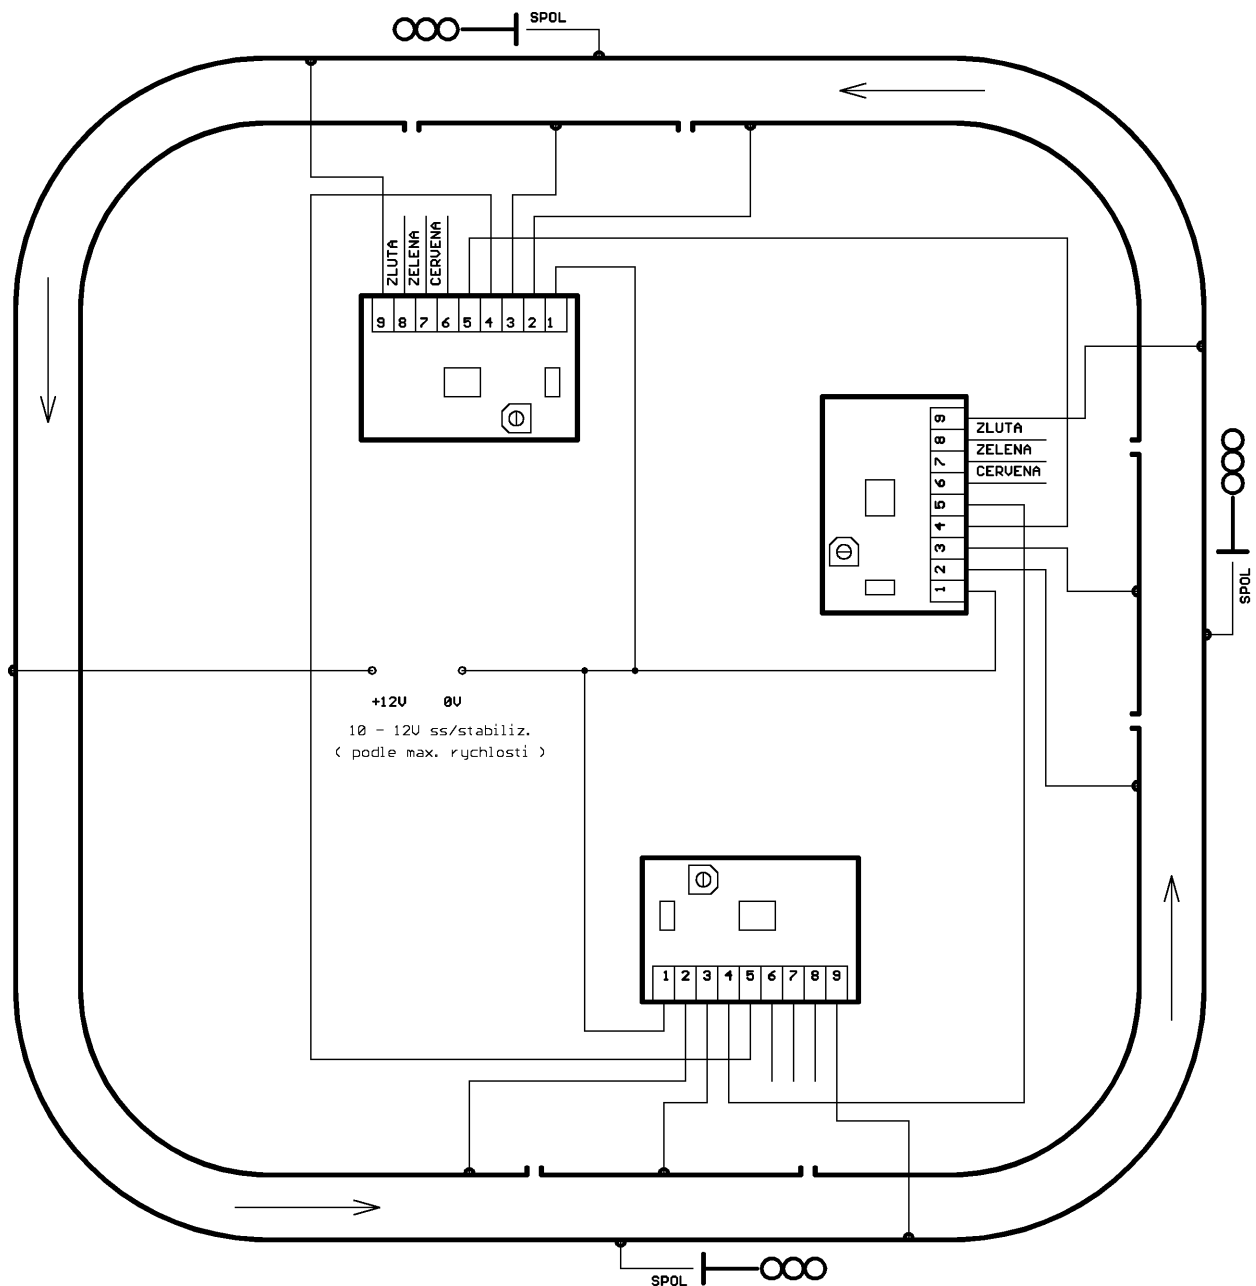 SPOL
ZLUTA
ZELENA
CERVENA
9 8 7 6 5 4 3 2 1
9
8
7
6
5
4
3
2
1
ZLUTA
ZELENA
CERVENA
SPOL
+12V 0V
10 - 12V ss/stabiliz.
( podle max. rychlosti )
1 2 3 4 5 6 7 8 9
SPOL